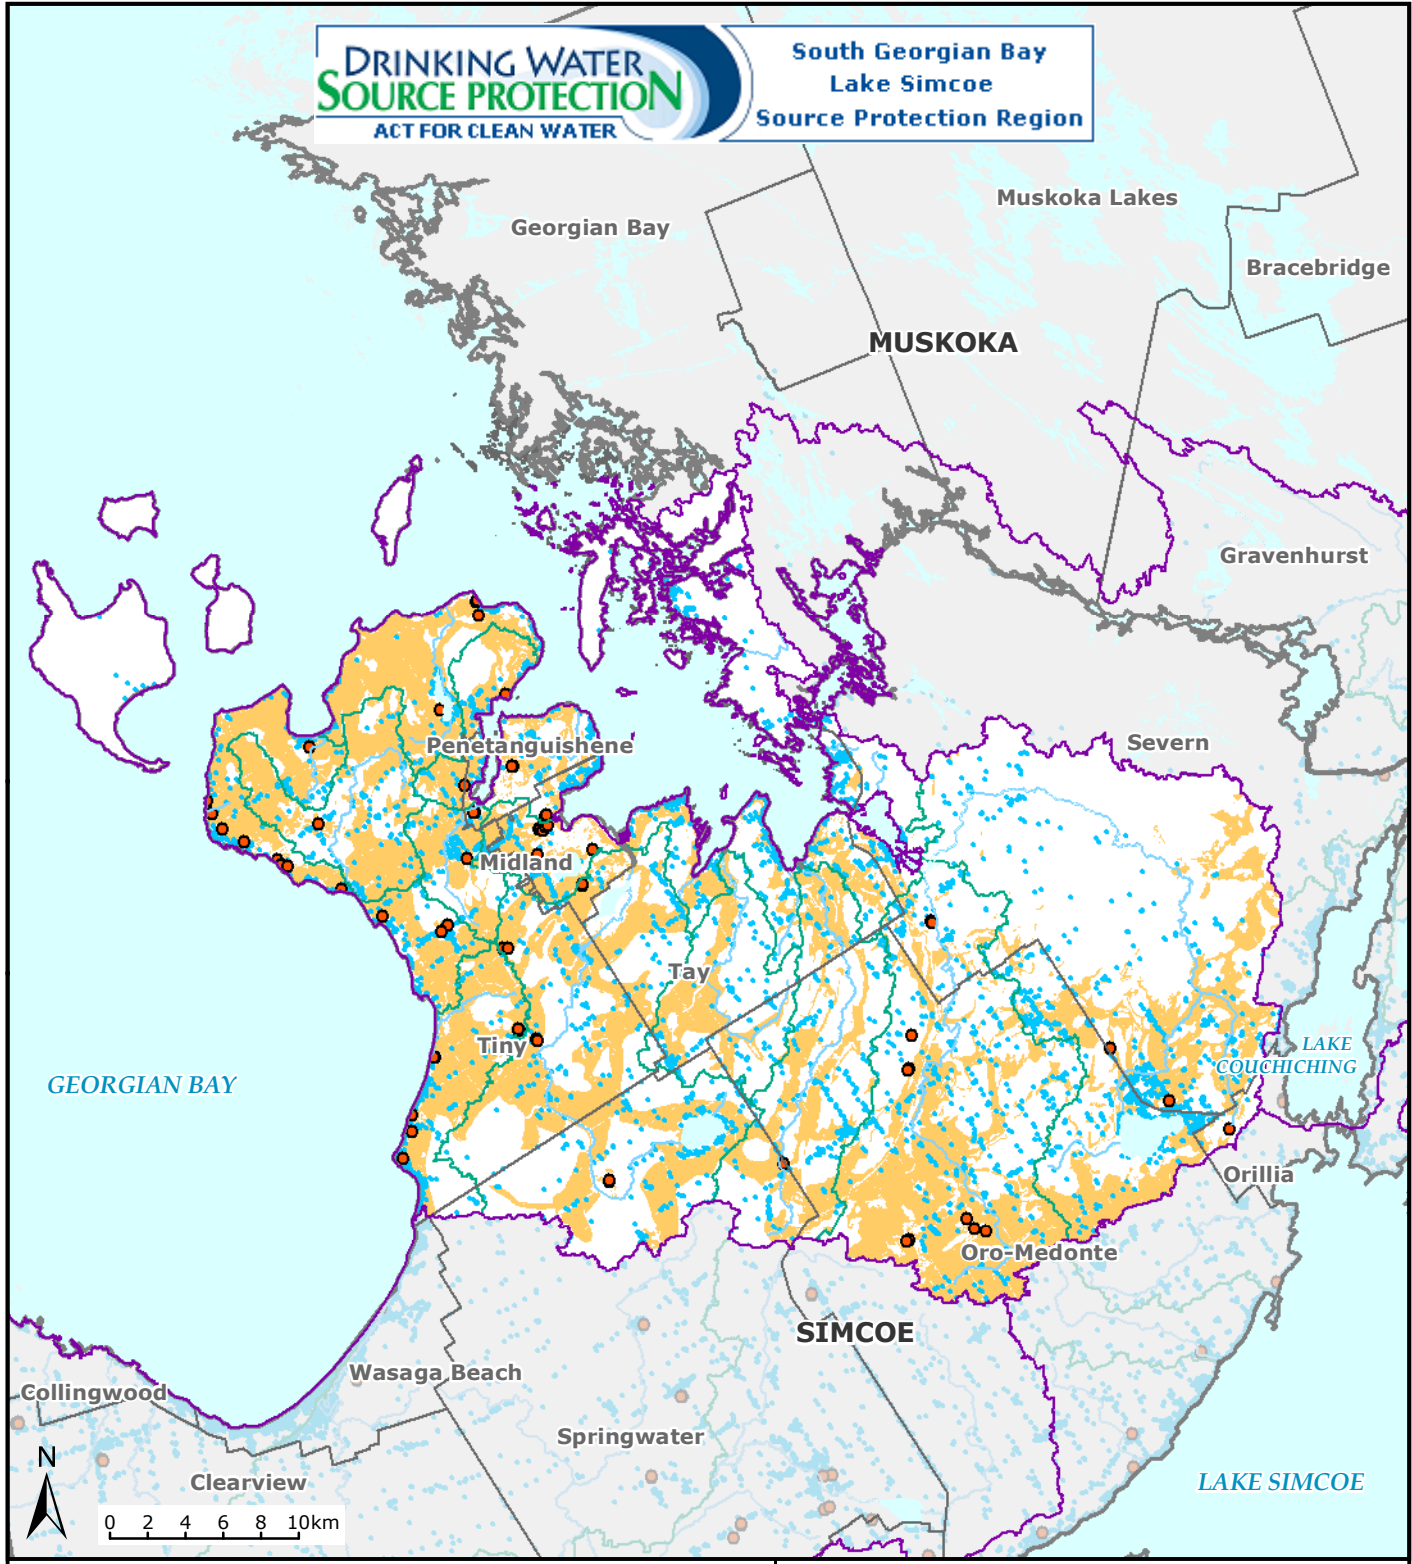 DRINKING WATER
SOURCE PROTECTION
ACT FOR CLEAN WATER
South Georgian Bay
Lake Simcoe
Source Protection Region
Muskoka Lakes
Georgian Bay
Bracebridge
MUSKOKA
Gravenhurst
Severn
Penetanguishene
Midland
Tay
Tiny
LAKE
COUCHICHING
GEORGIAN BAY
Orillia
Oro-Medonte
SIMCOE
Wasaga Beach
Collingwood
Springwater
N
Clearview
LAKE SIMCOE
0 2 4 6 8 10km